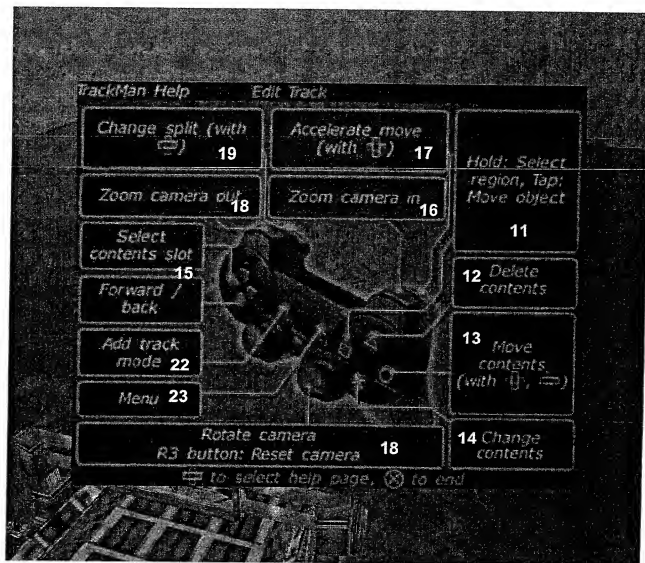 TrackMan Help Edit Track
Change split (with
) 19
Accelerate move
(with ) 17
Hold: Select
region, Tap:
Move object
11
Zoom camera out 18
Zoom camera in 16
Select
contents slot
15
12 Delete
contents
Forward /
back
13 Move
contents
(with , )
Add track
mode 22
Menu 23
Rotate camera
R3 button: Reset camera 18
14 Change
contents
to select help page, to end